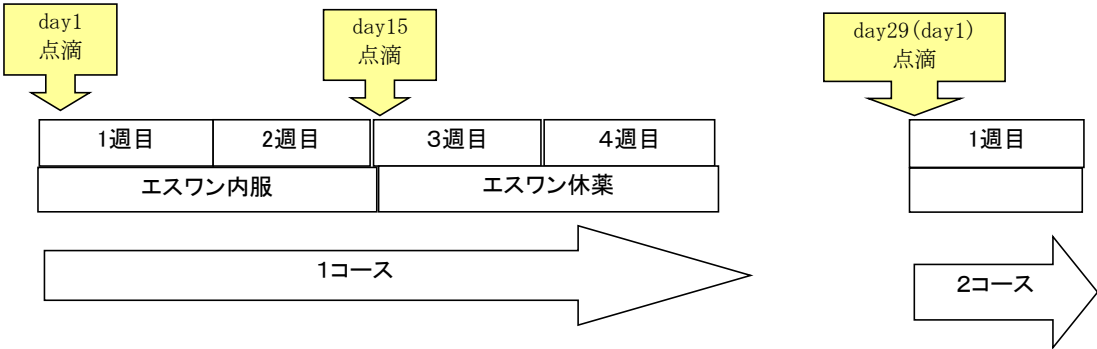 day1
点滴
day15
点滴
day29(day1)
点滴
1週目
2週目
3週目
4週目
1週目
エスワン内服
エスワン休薬
1コース
2コース